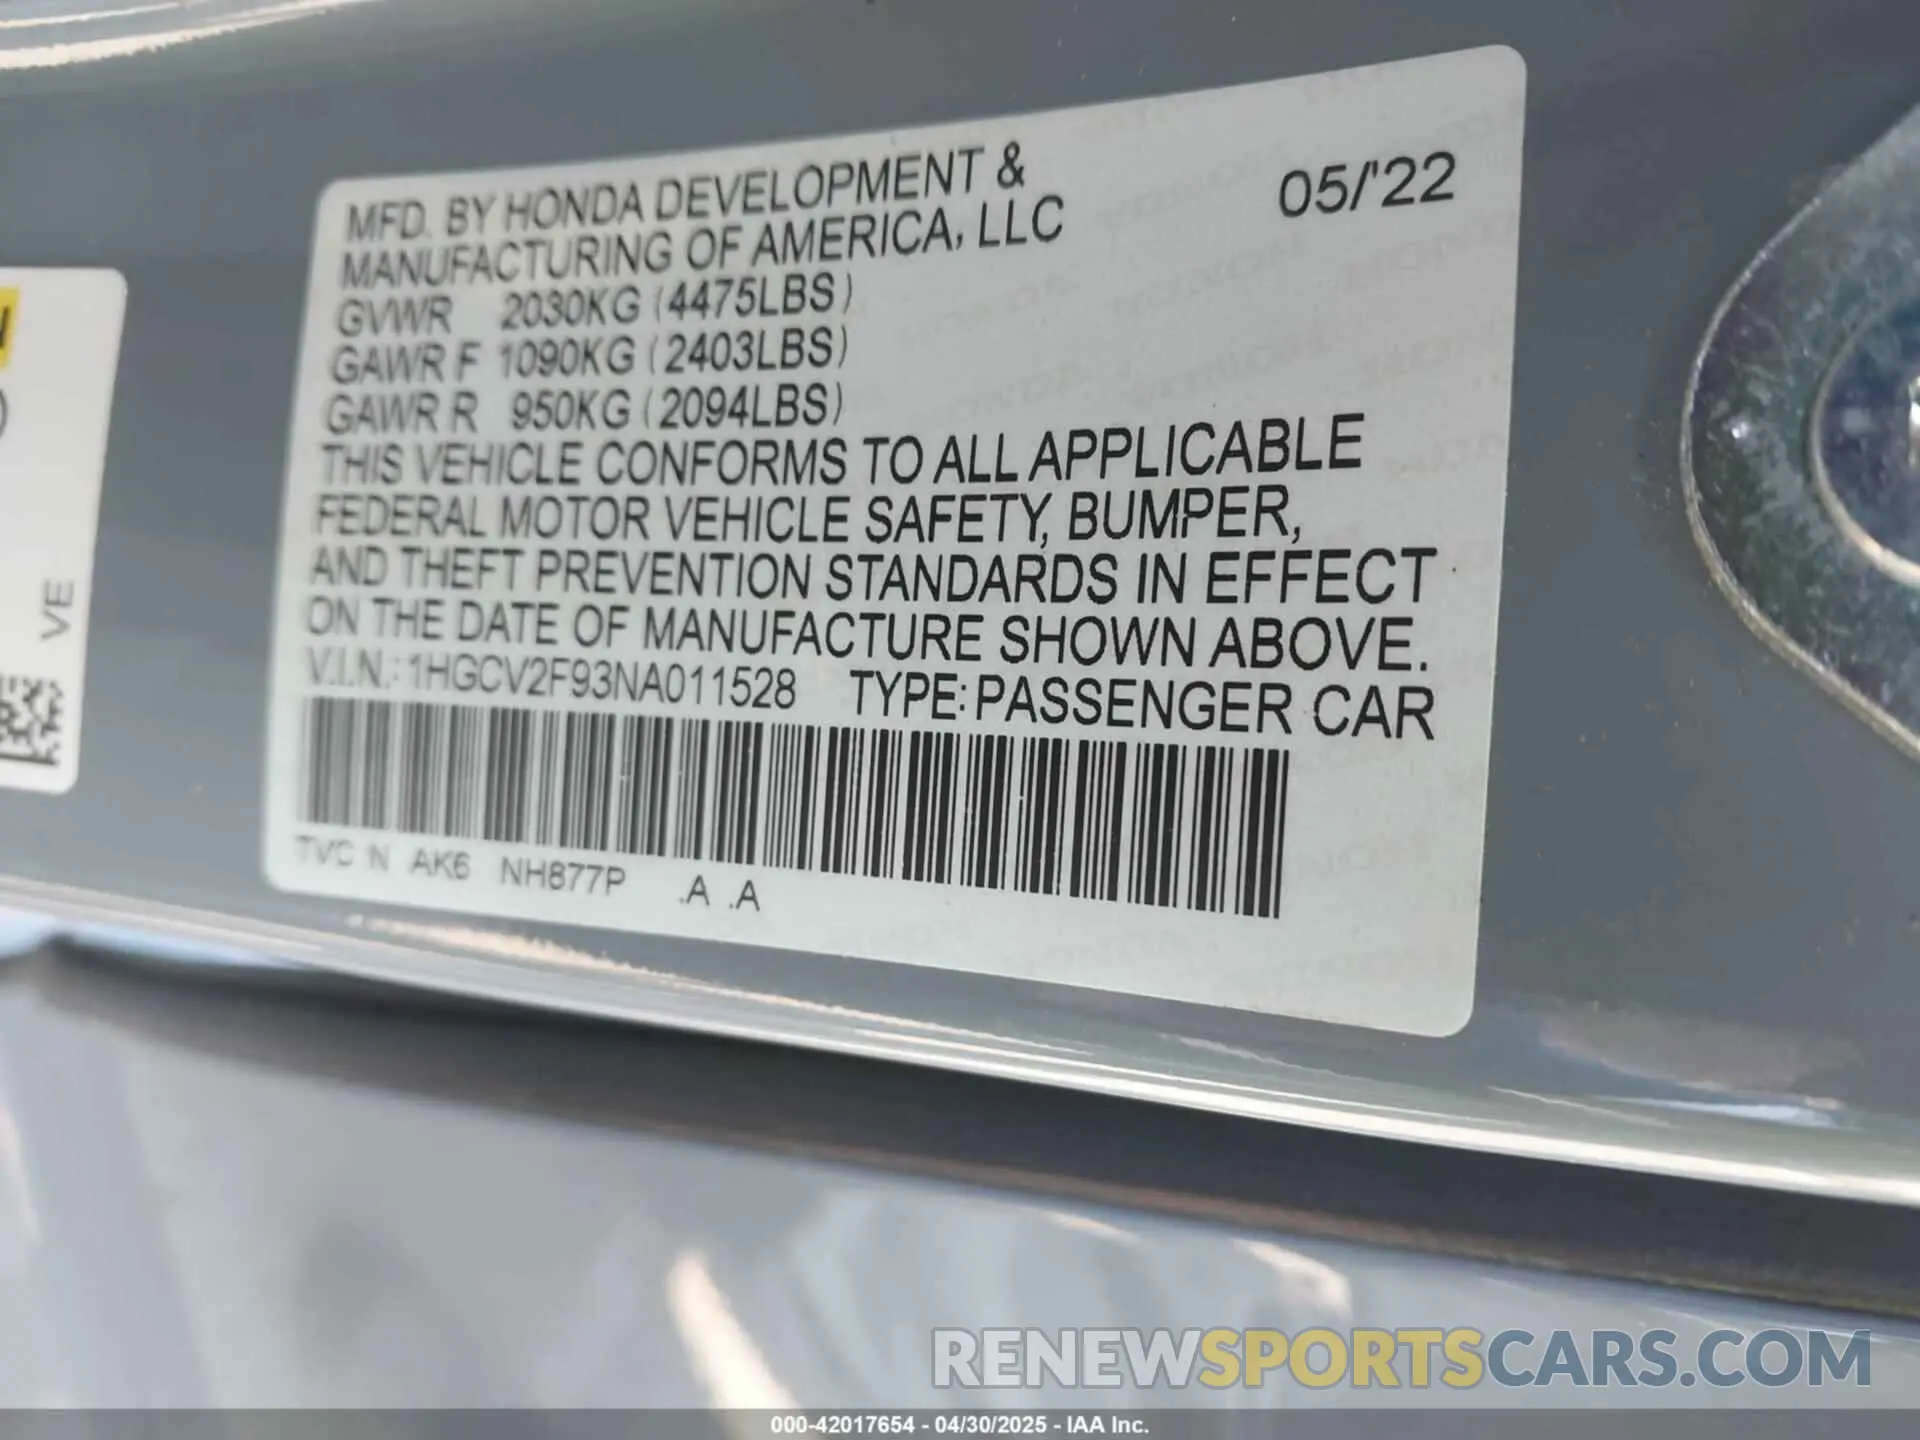 MFD. BY HONDA DEVELOPMENT &
MANUFACTURING OF AMERICA, LLC
05/'22
GVWR 2030KG (4475LBS)
GAWR F 1090KG (2403LBS)
GAWR R 950KG (2094LBS)
THIS VEHICLE CONFORMS TO ALL APPLICABLE
FEDERAL MOTOR VEHICLE SAFETY, BUMPER,
AND THEFT PREVENTION STANDARDS IN EFFECT
ON THE DATE OF MANUFACTURE SHOWN ABOVE.
V.I.N.: 1HGCV2F93NA011528 TYPE: PASSENGER CAR
TVC N AK6 NH877P .A .A
VE
RENEWSPORTSCARS.COM
000-42017654 - 04/30/2025 - IAA Inc.